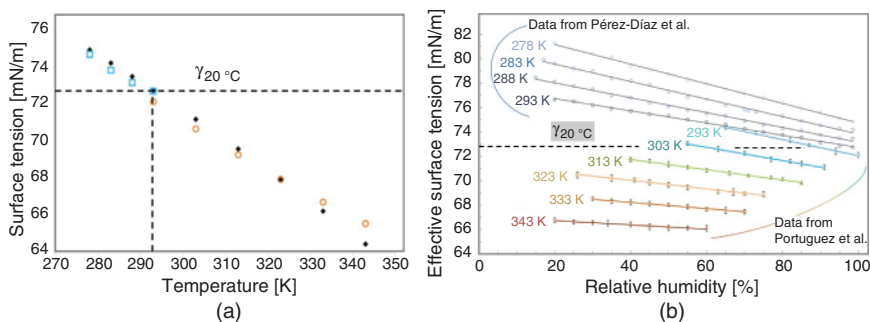 76
74
72
70
68
66
64
Surface tension [mN/m]
γ20 °C
270 280 290 300 310 320 330 340 350
Temperature [K]
(a)
Effective surface tension [mN/m]
82
80
78
76
74
72
70
68
66
64
Data from Pérez-Díaz et al.
278 K
283 K
288 K
293 K
293 K
γ20 °C
303 K
313 K
323 K
333 K
343 K
Data from
Portuguez et al.
0 20 40 60 80 100
Relative humidity [%]
(b)